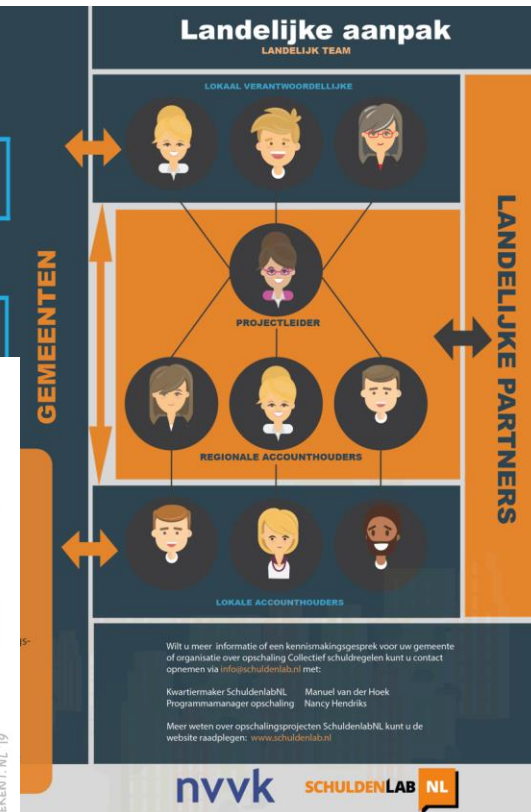 Landelijke aanpak
LANDELIJK TEAM
LOKAAL VERANTWOORDELLIJKE
GEMEENTEN
PROJECTLEIDER
REGIONALE ACCOUNTHOUDERS
LANDELIJKE PARTNERS
LOKALE ACCOUNTHOUDERS
Wilt u meer informatie of een kennismakingsgesprek voor uw gemeente
of organisatie over opschaling Collectief schuldregelen kunt u contact
opnemen via info@schuldenlab.nl met:
Kwartiermaker SchuldenlabNL Manuel van der Hoek
Programmamanager opschaling Nancy Hendriks
Meer weten over opschalingsprojecten SchuldenlabNL kunt u de
website raadplegen: www.schuldenlab.nl
nvvk
SCHULDENLAB NL